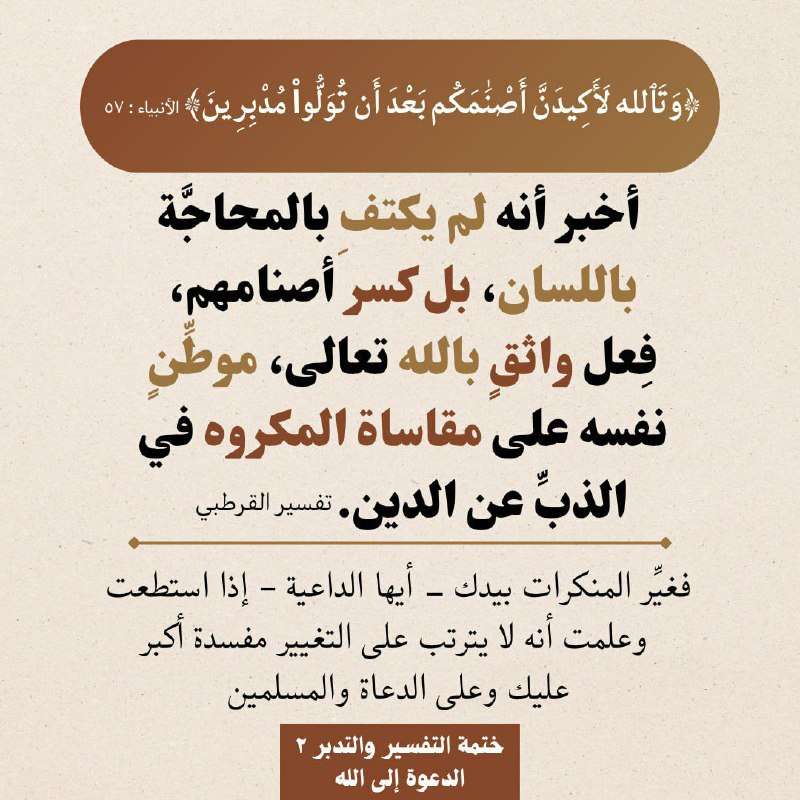 ﴿وَتَٱلله لَأَكِيدَنَّ أَصْنَٰمَكُم بَعْدَ أَن تُوَلُّوا۟ مُدْبِرِينَ﴾ الأنبياء : ٥٧
أخبر أنه لم يكتفِ بالمحاجَّة
باللسان، بل كسر أصنامهم،
فِعل واثقٍ بالله تعالى، موطِّنٍ
نفسه على مقاساة المكروه في
الذبِّ عن الدين. تفسير القرطبي
فغيِّر المنكرات بيدك – أيها الداعية – إذا استطعت
وعلمت أنه لا يترتب على التغيير مفسدة أكبر
عليك وعلى الدعاة والمسلمين
ختمة التفسير والتدبر ٢
الدعوة إلى الله